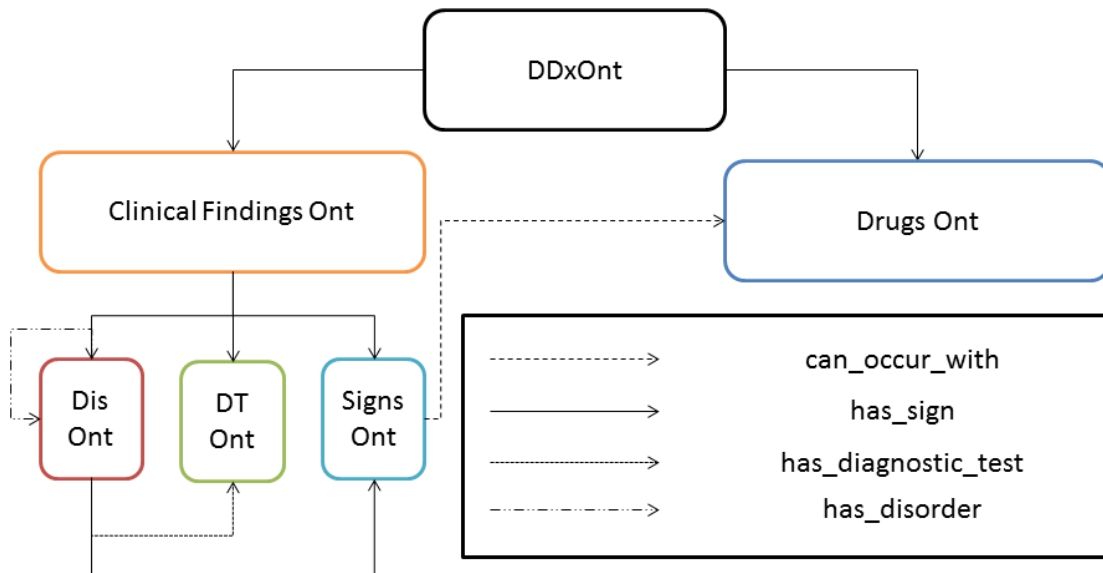 DDxOnt
Clinical Findings Ont
Drugs Ont
Dis
Ont
DT
Ont
Signs
Ont
can_occur_with
has_sign
has_diagnostic_test
has_disorder